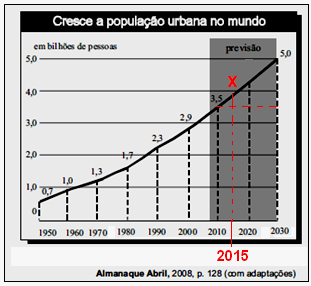 Cresce a população urbana no mundo
em bilhões de pessoas
previsão
5,0
5,0
4,0
X
3,5
3,0
2,9
2,3
2,0
1,7
1,3
1,0
1,0
0,7
0
1950 1960 1970 1980 1990 2000 2010 2020 2030
2015
Almanaque Abril, 2008, p. 128 (com adaptações)